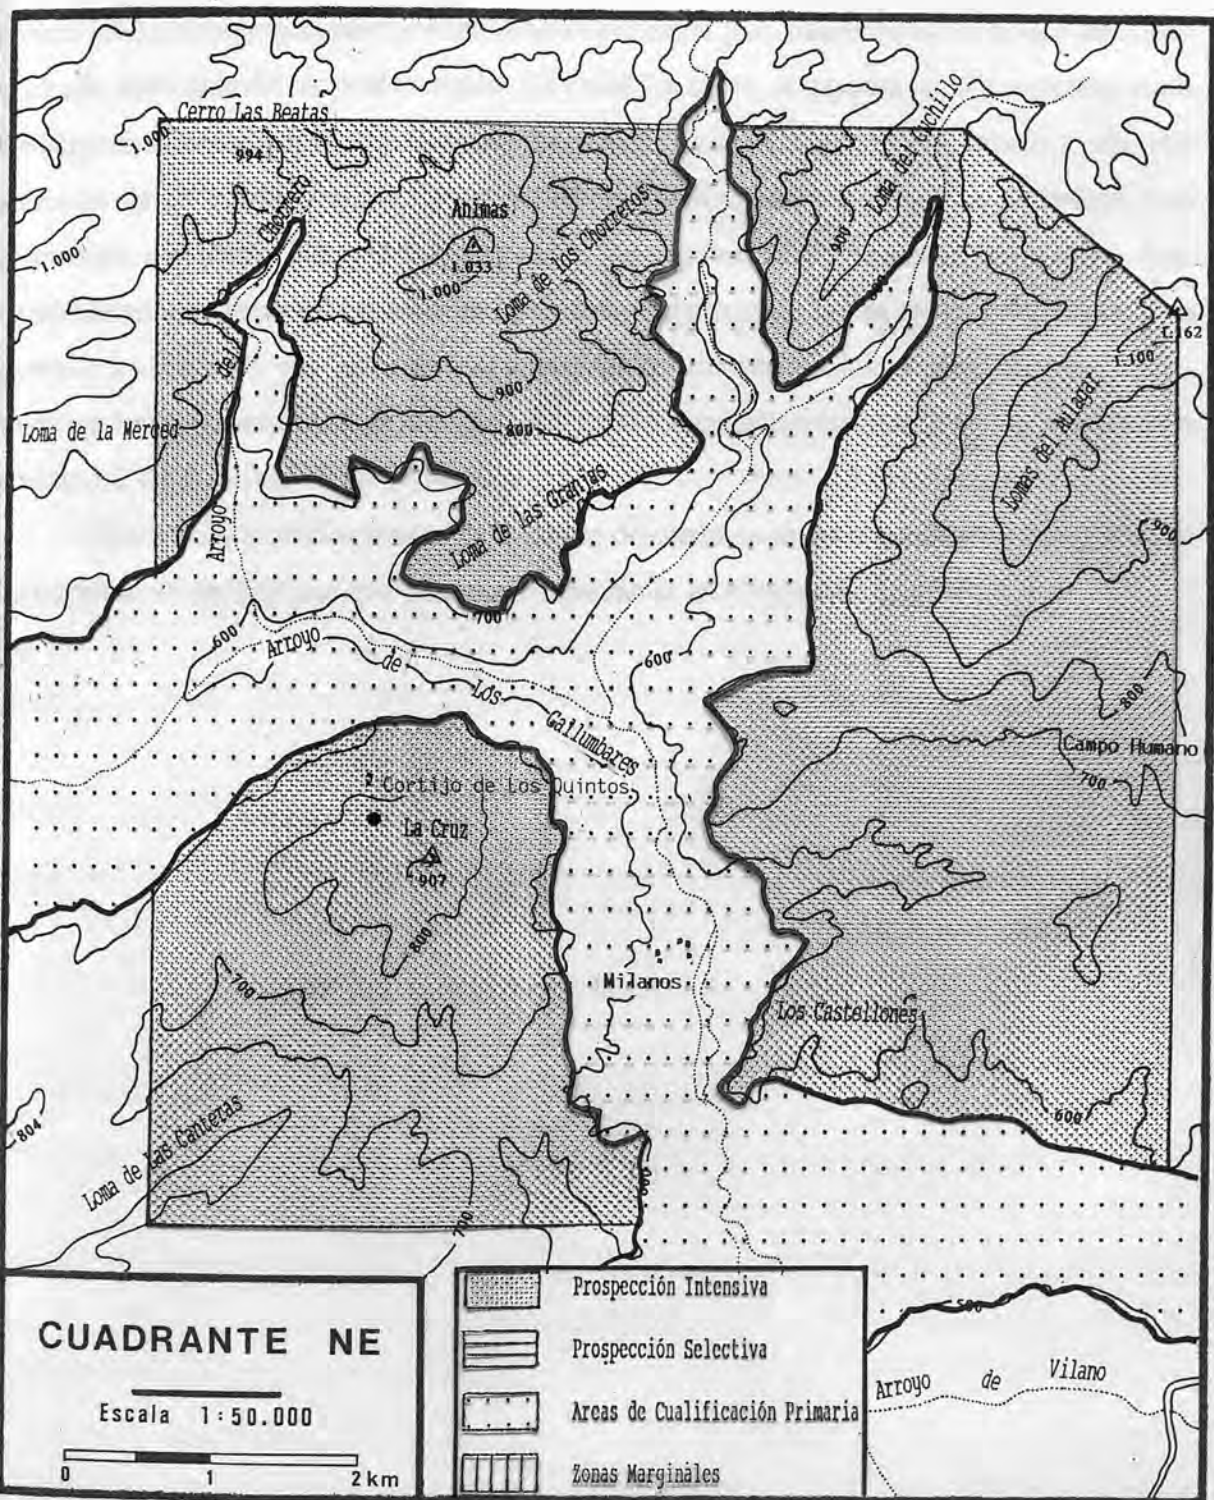 Cerro Las Beatas
1.000
994
Loma del Cuchillo
Chorrero
Animas
1.033
1.000
Loma de los Chorreros
900
800
1.000
1.162
1.100
del
900
Loma de la Merced
800
Lomas del Hilagar
Arroyo
Loma de las Granjas
900
700
600
Arroyo
de
Los
Gallumbares
600
800
Campo Humano
700
Cortijo de Los Quintos
La Cruz
907
800
700
Milanos
Los Castellones
804
600
Loma de Las Canteras
600
700
500
CUADRANTE NE
Escala 1:50.000
0 1 2 km
Prospección Intensiva
Prospección Selectiva
Areas de Cualificación Primaria
Zonas Marginales
Arroyo de Vilano